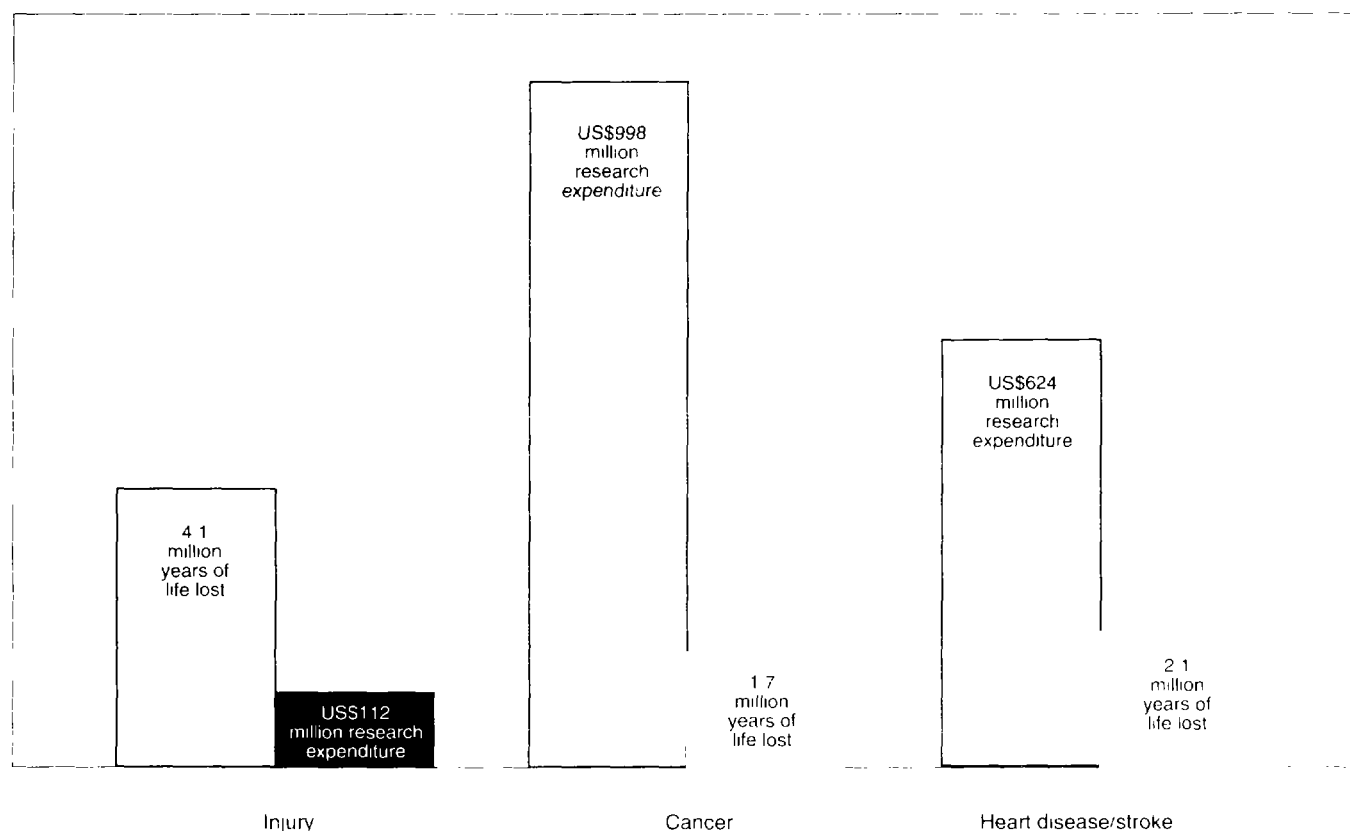 US$998
million
research
expenditure
US$624
million
research
expenditure
4 1
million
years of
life lost
US$112
million research
expenditure
1 7
million
years of
life lost
2 1
million
years of
life lost
Injury
Cancer
Heart disease/stroke